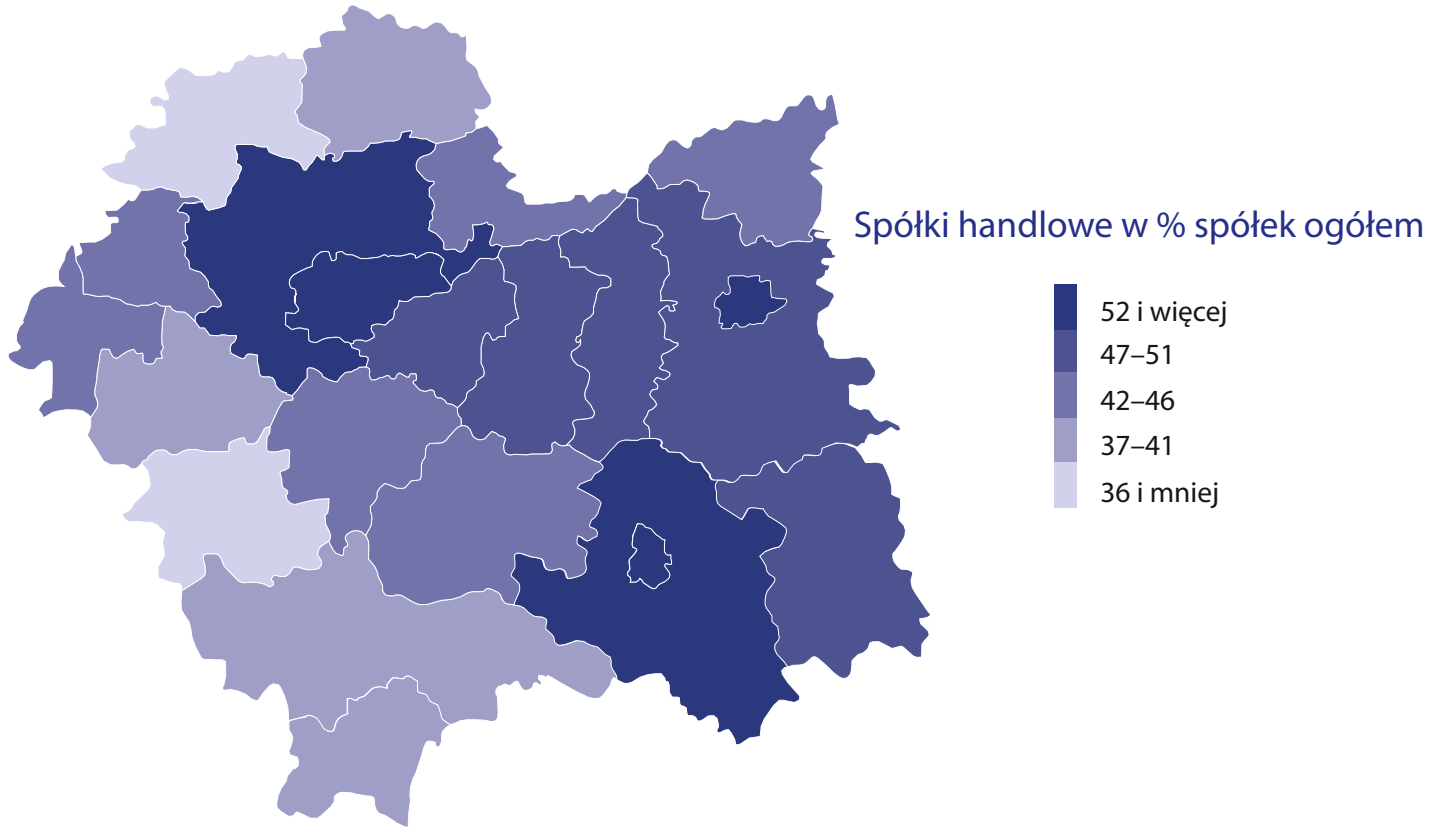 Spółki handlowe w % spółek ogółem
52 i więcej
47–51
42–46
37–41
36 i mniej